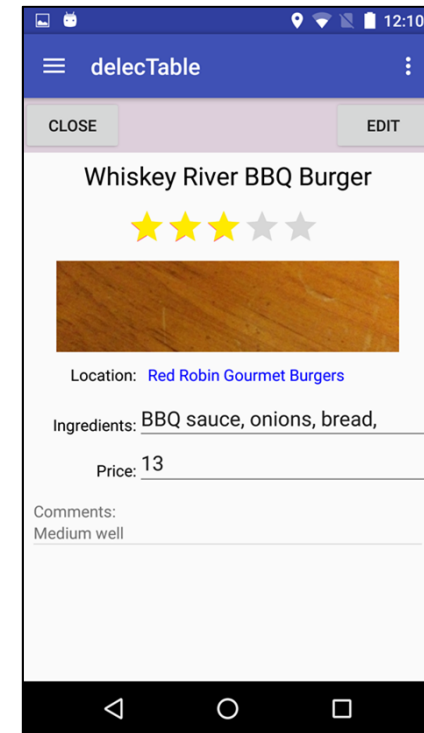 12:10
delecTable
CLOSE EDIT
Whiskey River BBQ Burger
Location: Red Robin Gourmet Burgers
Ingredients: BBQ sauce, onions, bread,
Price: 13
Comments:
Medium well